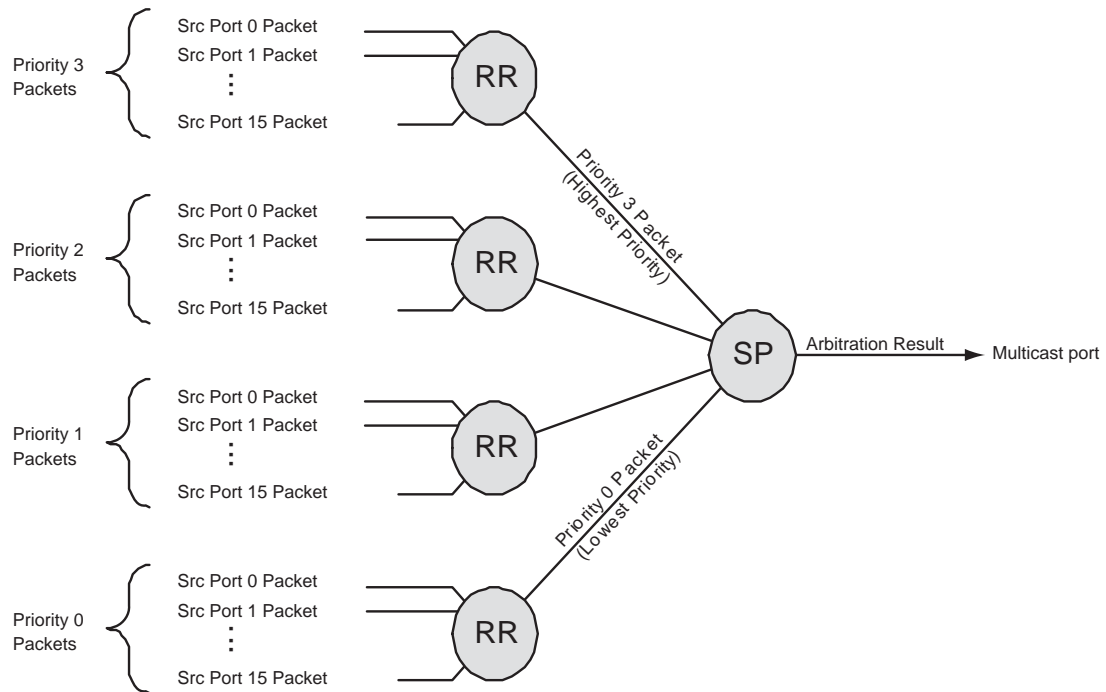 Priority 3
Packets
Src Port 0 Packet
Src Port 1 Packet
Src Port 15 Packet
RR
Priority 3 Packet
(Highest Priority)
Priority 2
Packets
Src Port 0 Packet
Src Port 1 Packet
Src Port 15 Packet
RR
SP
Arbitration Result
Multicast port
Priority 1
Packets
Src Port 0 Packet
Src Port 1 Packet
Src Port 15 Packet
RR
Priority 0 Packet
(Lowest Priority)
Priority 0
Packets
Src Port 0 Packet
Src Port 1 Packet
Src Port 15 Packet
RR